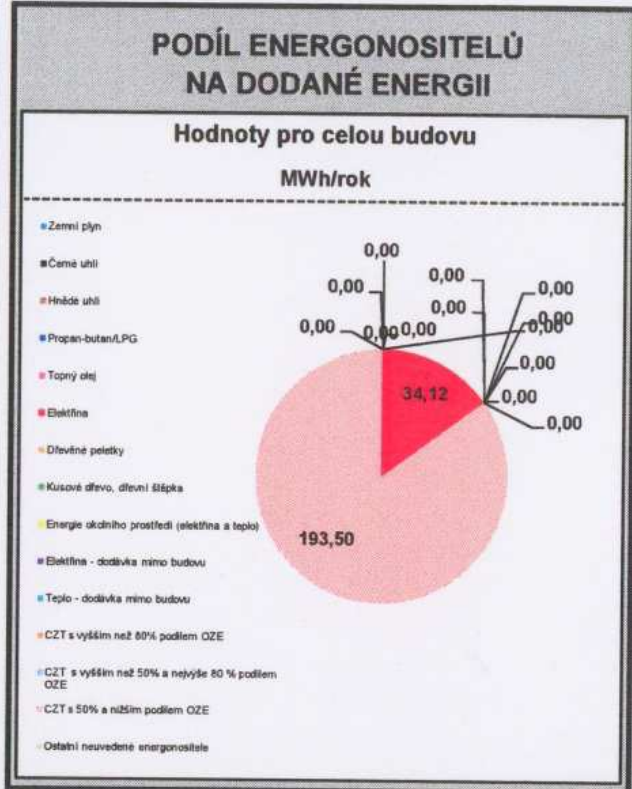 PODÍL ENERGONOSITELŮ
NA DODANÉ ENERGII
Hodnoty pro celou budovu
MWh/rok
Zemní plyn
Černé uhlí
Hnědé uhlí
Propan-butan/LPG
Topný olej
Elektřina
Dřevěné peletky
Kusové dřevo, dřevní štěpka
Energie okolního prostředí (elektřina a teplo)
Elektřina - dodávka mimo budovu
Teplo - dodávka mimo budovu
CZT s vyšším než 80% podílem OZE
CZT s vyšším než 50% a nejvýše 80 % podílem
OZE
CZT s 50% a nižším podílem OZE
Ostatní neuvedené energonositele
0,00
0,00
0,00
0,00
0,00
0,00
0,00
0,00
0,00
0,00
0,00
0,00
0,00
34,12
193,50